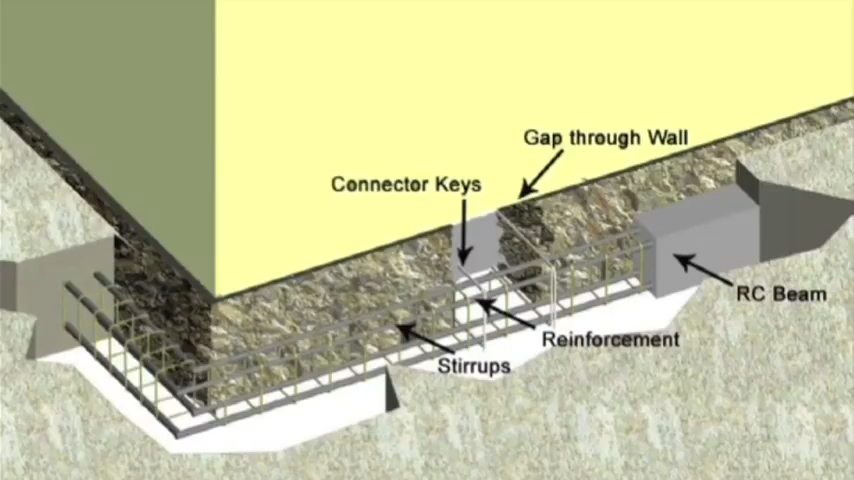 Gap through Wall
Connector Keys
RC Beam
Reinforcement
Stirrups